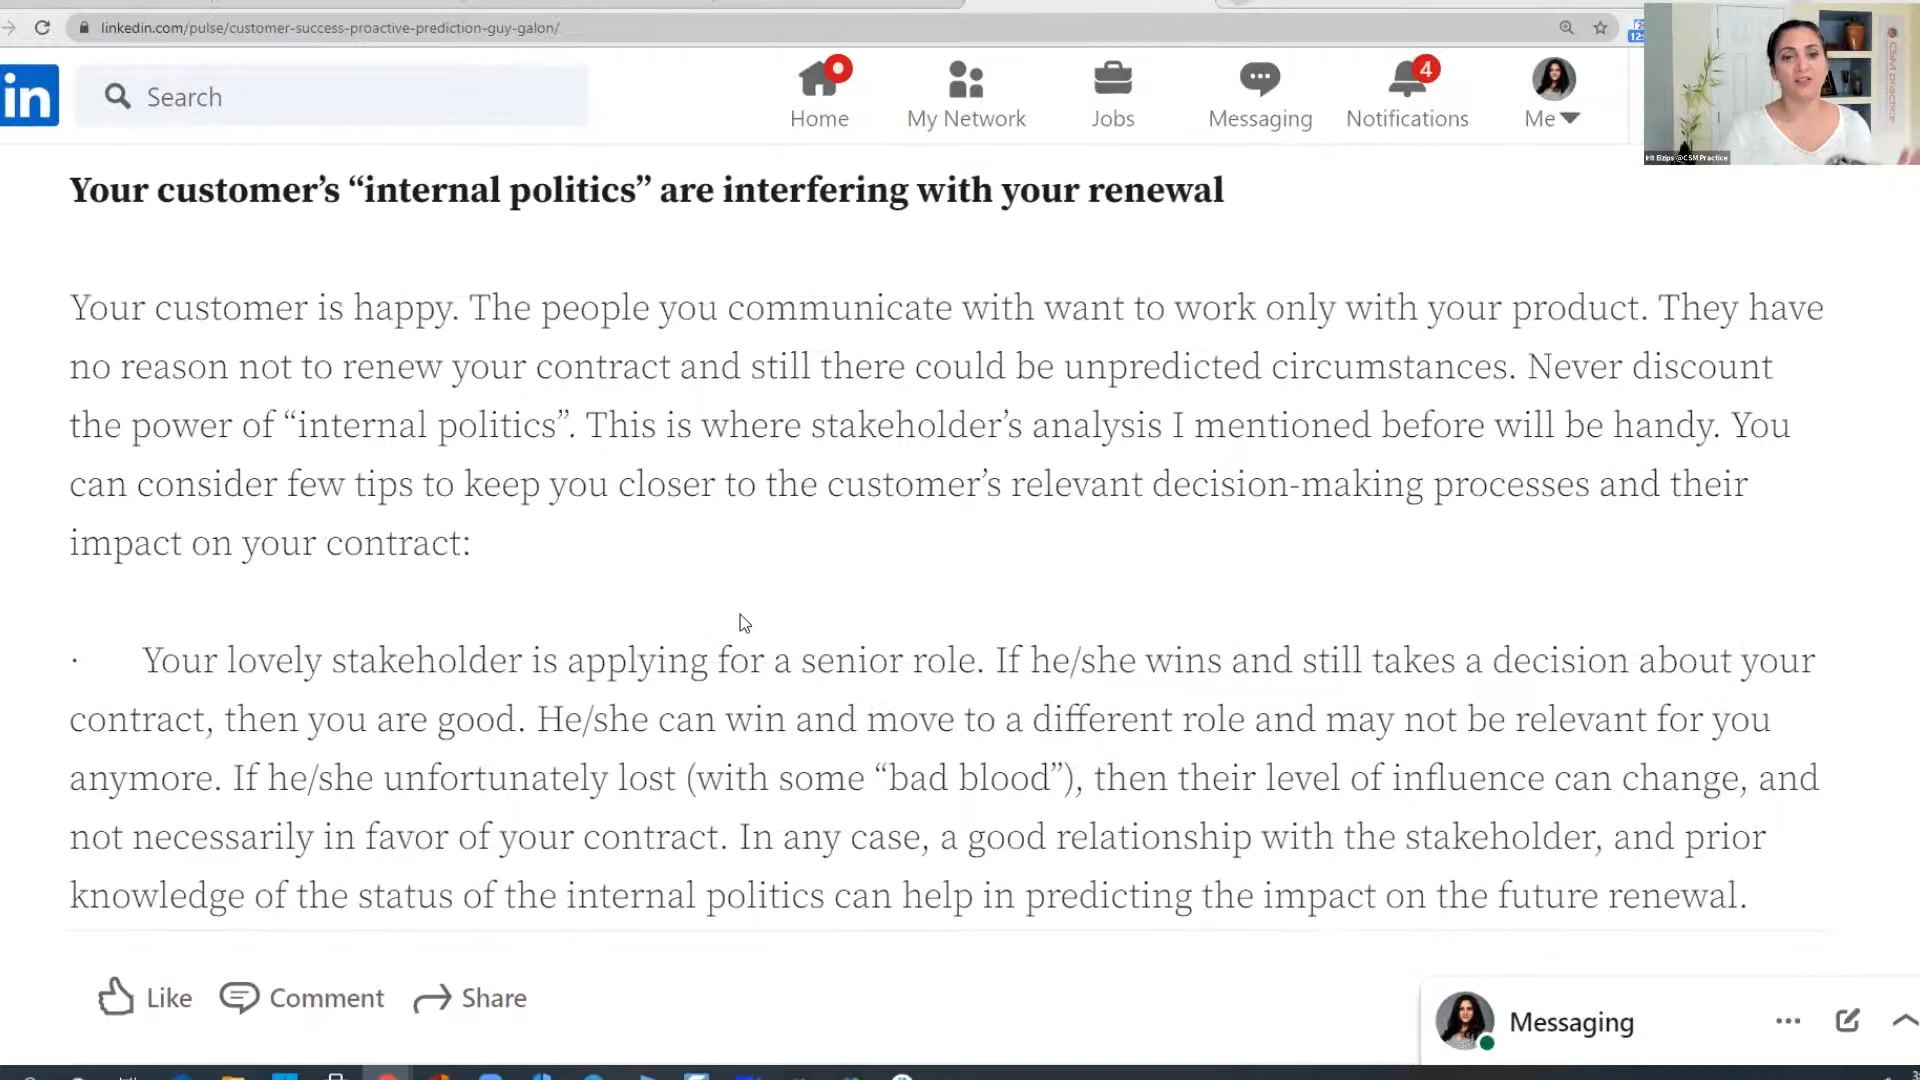 linkedin.com/pulse/customer-success-proactive-prediction-guy-galon/
in
Search
Home
My Network
Jobs
Messaging
4
Notifications
Me
Irit Eizips @CSM Practice
CSM practice
Your customer’s “internal politics” are interfering with your renewal
Your customer is happy. The people you communicate with want to work only with your product. They have
no reason not to renew your contract and still there could be unpredicted circumstances. Never discount
the power of “internal politics”. This is where stakeholder’s analysis I mentioned before will be handy. You
can consider few tips to keep you closer to the customer’s relevant decision-making processes and their
impact on your contract:
· Your lovely stakeholder is applying for a senior role. If he/she wins and still takes a decision about your
contract, then you are good. He/she can win and move to a different role and may not be relevant for you
anymore. If he/she unfortunately lost (with some “bad blood”), then their level of influence can change, and
not necessarily in favor of your contract. In any case, a good relationship with the stakeholder, and prior
knowledge of the status of the internal politics can help in predicting the impact on the future renewal.
Like
Comment
Share
Messaging